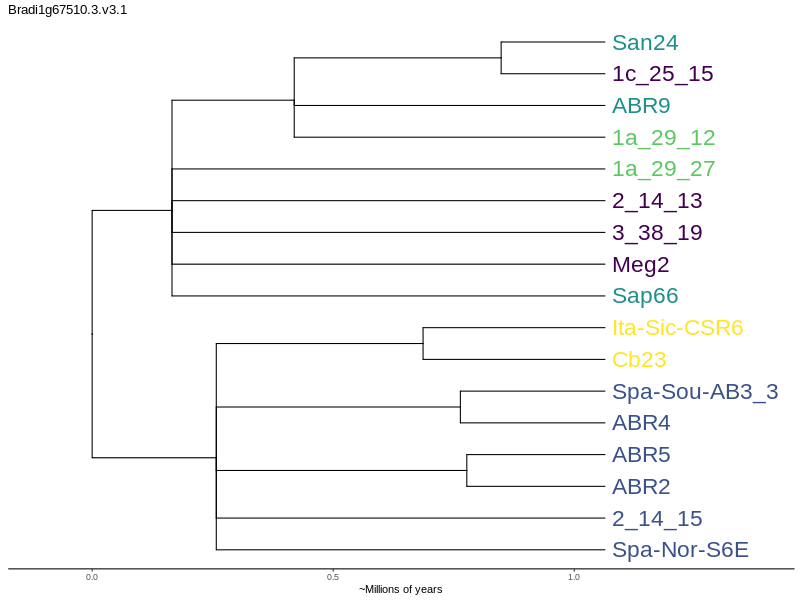 Bradi1g67510.3.v3.1
San24
1c_25_15
ABR9
1a_29_12
1a_29_27
2_14_13
3_38_19
Meg2
Sap66
Ita-Sic-CSR6
Cb23
Spa-Sou-AB3_3
ABR4
ABR5
ABR2
2_14_15
Spa-Nor-S6E
0.0 0.5 1.0
~Millions of years